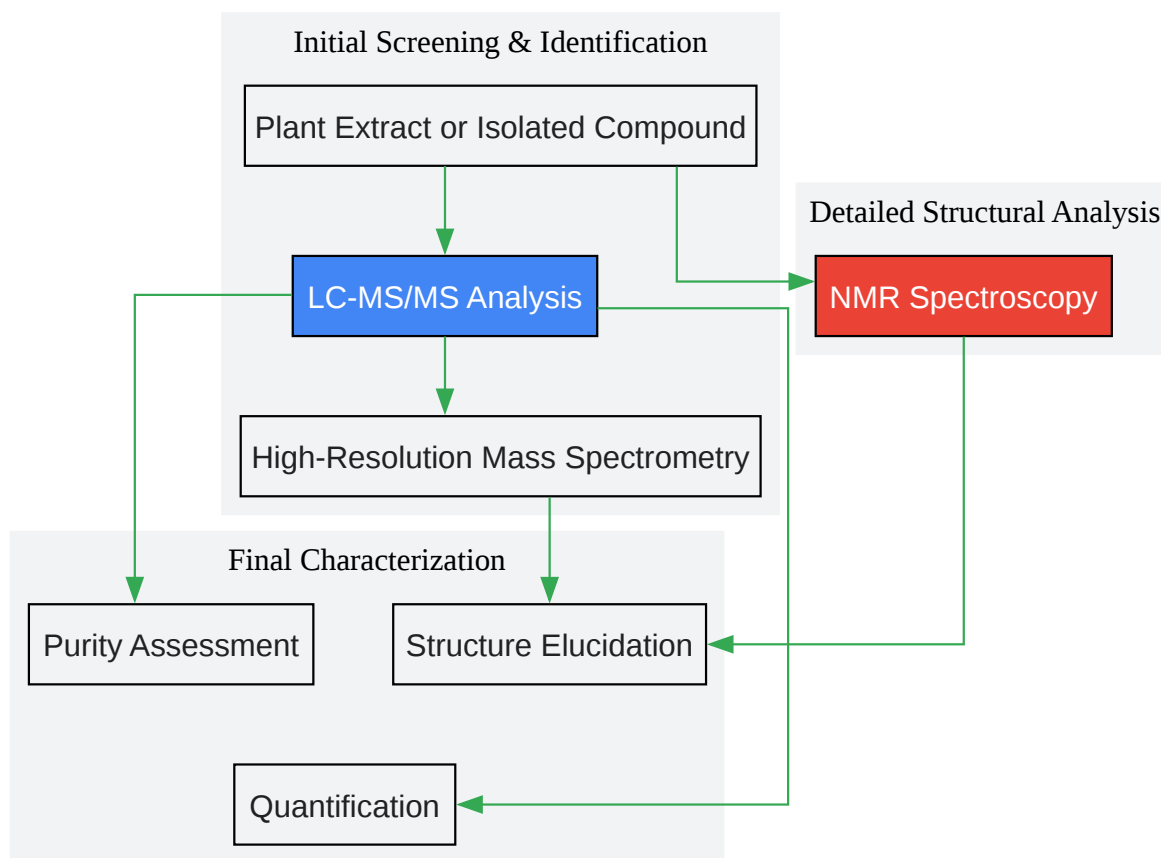 Initial Screening & Identification
Plant Extract or Isolated Compound
Detailed Structural Analysis
LC-MS/MS Analysis
NMR Spectroscopy
High-Resolution Mass Spectrometry
Final Characterization
Purity Assessment
Structure Elucidation
Quantification